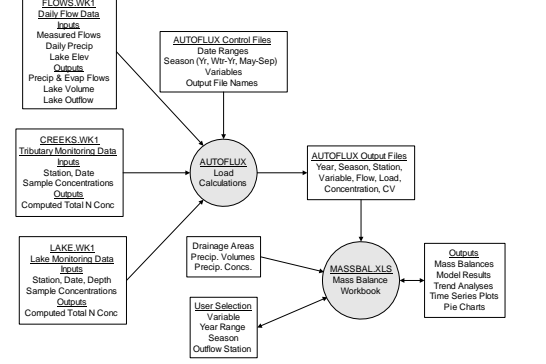 FLOWS.WK1
Daily Flow Data
Inputs
Measured Flows
Daily Precip
Lake Elev
Outputs
Precip & Evap Flows
Lake Volume
Lake Outflow
AUTOFLUX Control Files
Date Ranges
Season (Yr, Wtr-Yr, May-Sep)
Variables
Output File Names
CREEKS.WK1
Tributary Monitoring Data
Inputs
Station, Date
Sample Concentrations
Outputs
Computed Total N Conc
AUTOFLUX
Load
Calculations
AUTOFLUX Output Files
Year, Season, Station,
Variable, Flow, Load,
Concentration, CV
LAKE.WK1
Lake Monitoring Data
Inputs
Station, Date, Depth
Sample Concentrations
Outputs
Computed Total N Conc
Drainage Areas
Precip. Volumes
Precip. Concs.
MASSBAL.XLS
Mass Balance
Workbook
Outputs
Mass Balances
Model Results
Trend Analyses
Time Series Plots
Pie Charts
User Selection
Variable
Year Range
Season
Outflow Station